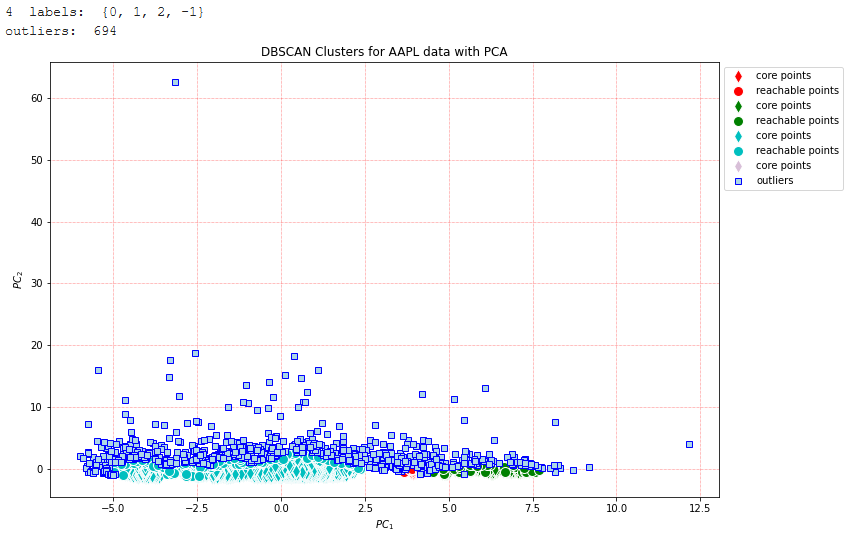 4 labels: {0, 1, 2, -1}
outliers: 694
DBSCAN Clusters for AAPL data with PCA
core points
reachable points
core points
reachable points
core points
reachable points
core points
outliers
60
50
40
30
20
10
0
PC2
-5.0 -2.5 0.0 2.5 5.0 7.5 10.0 12.5
PC1